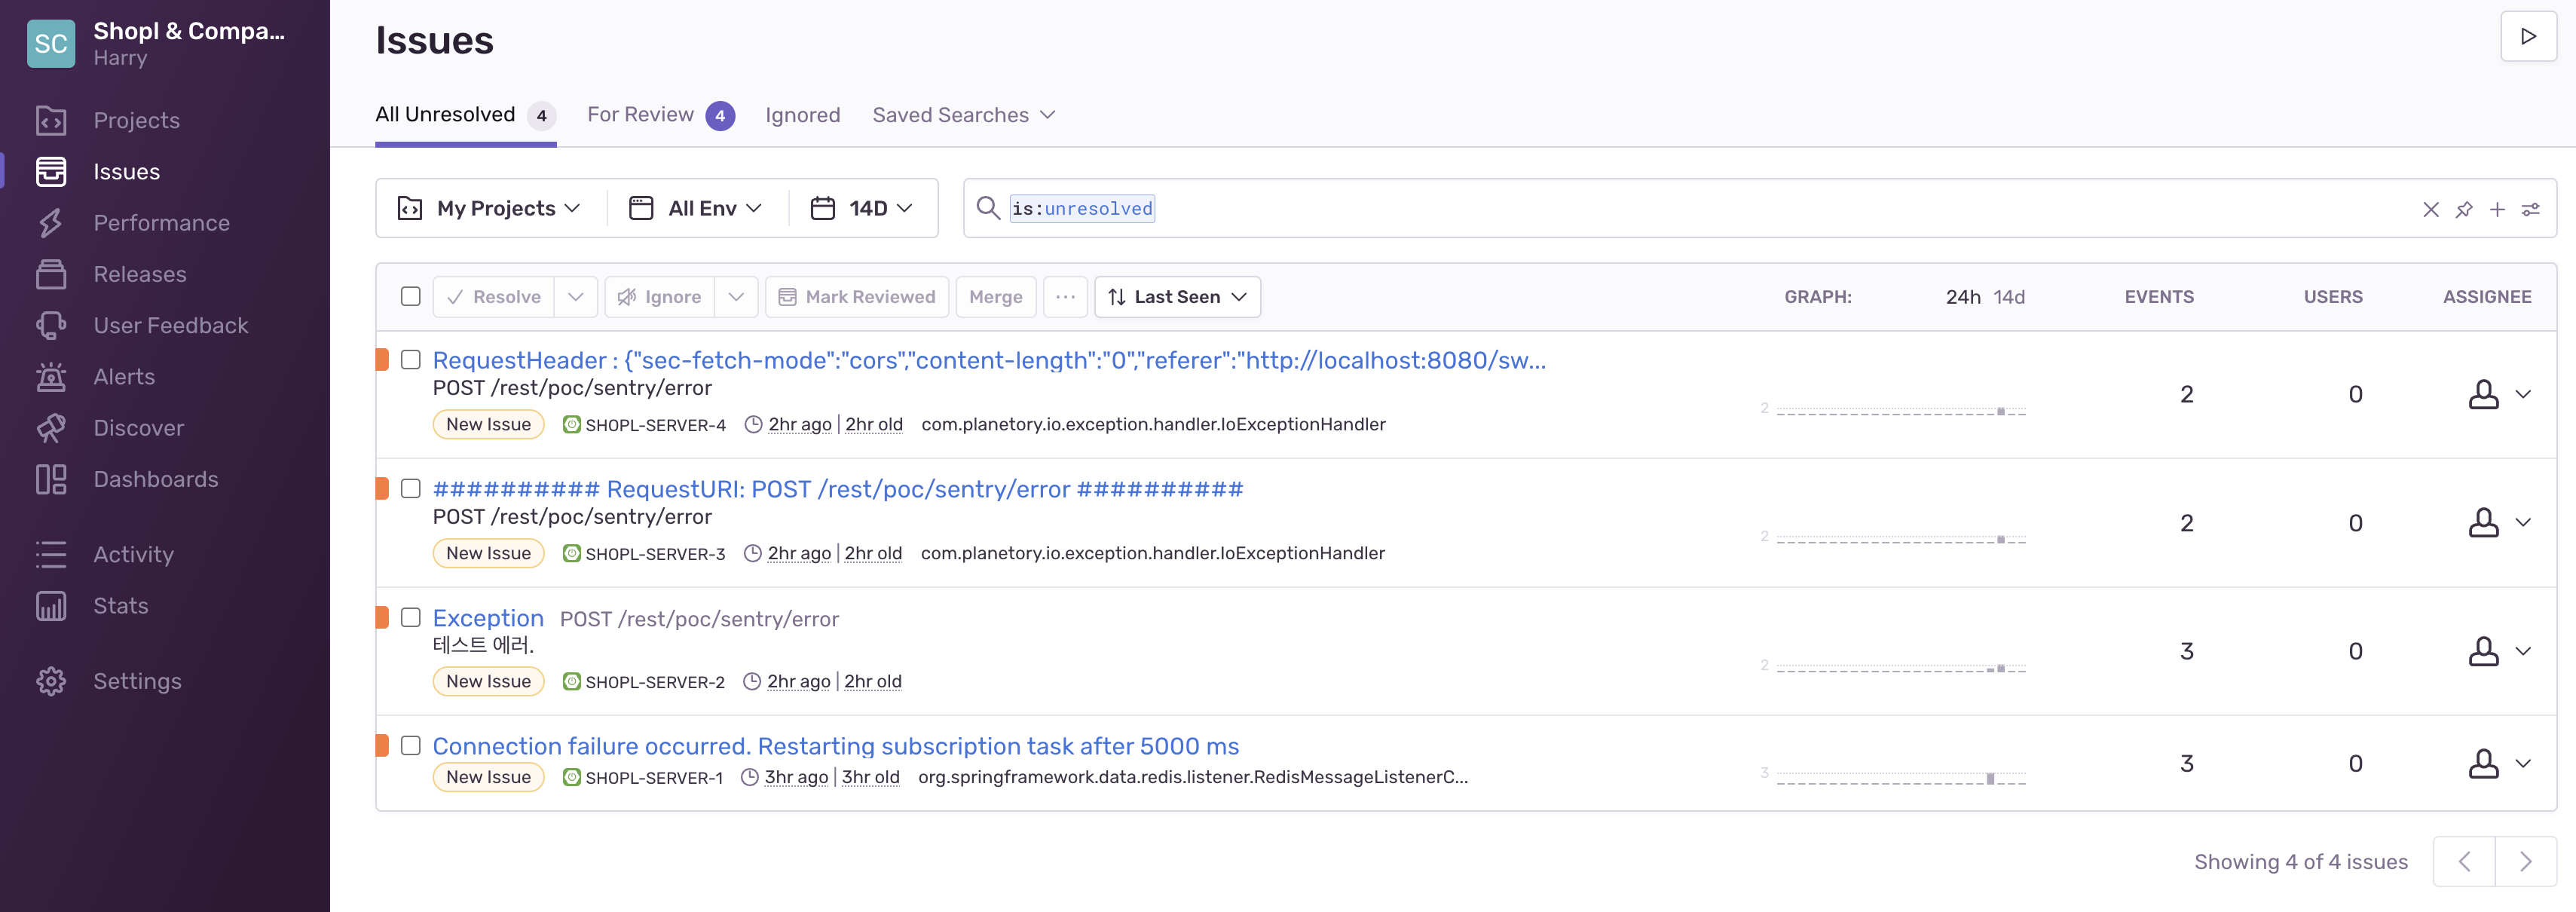 SC
Shopl & Compa...
Harry
Projects
Issues
Performance
Releases
User Feedback
Alerts
Discover
Dashboards
Activity
Stats
Settings
Issues
All Unresolved 4 For Review 4 Ignored Saved Searches
My Projects All Env 14D is:unresolved
Resolve Ignore Mark Reviewed Merge ... Last Seen GRAPH: 24h 14d EVENTS USERS ASSIGNEE
RequestHeader : {"sec-fetch-mode":"cors","content-length":"0","referer":"http://localhost:8080/sw...
POST /rest/poc/sentry/error
2 2 0
New Issue SHOPL-SERVER-4 2hr ago | 2hr old com.planetory.io.exception.handler.IoExceptionHandler
########## RequestURI: POST /rest/poc/sentry/error ##########
POST /rest/poc/sentry/error
2 2 0
New Issue SHOPL-SERVER-3 2hr ago | 2hr old com.planetory.io.exception.handler.IoExceptionHandler
Exception POST /rest/poc/sentry/error
테스트 에러.
2 3 0
New Issue SHOPL-SERVER-2 2hr ago | 2hr old
Connection failure occurred. Restarting subscription task after 5000 ms
3 3 0
New Issue SHOPL-SERVER-1 3hr ago | 3hr old org.springframework.data.redis.listener.RedisMessageListenerC...
Showing 4 of 4 issues